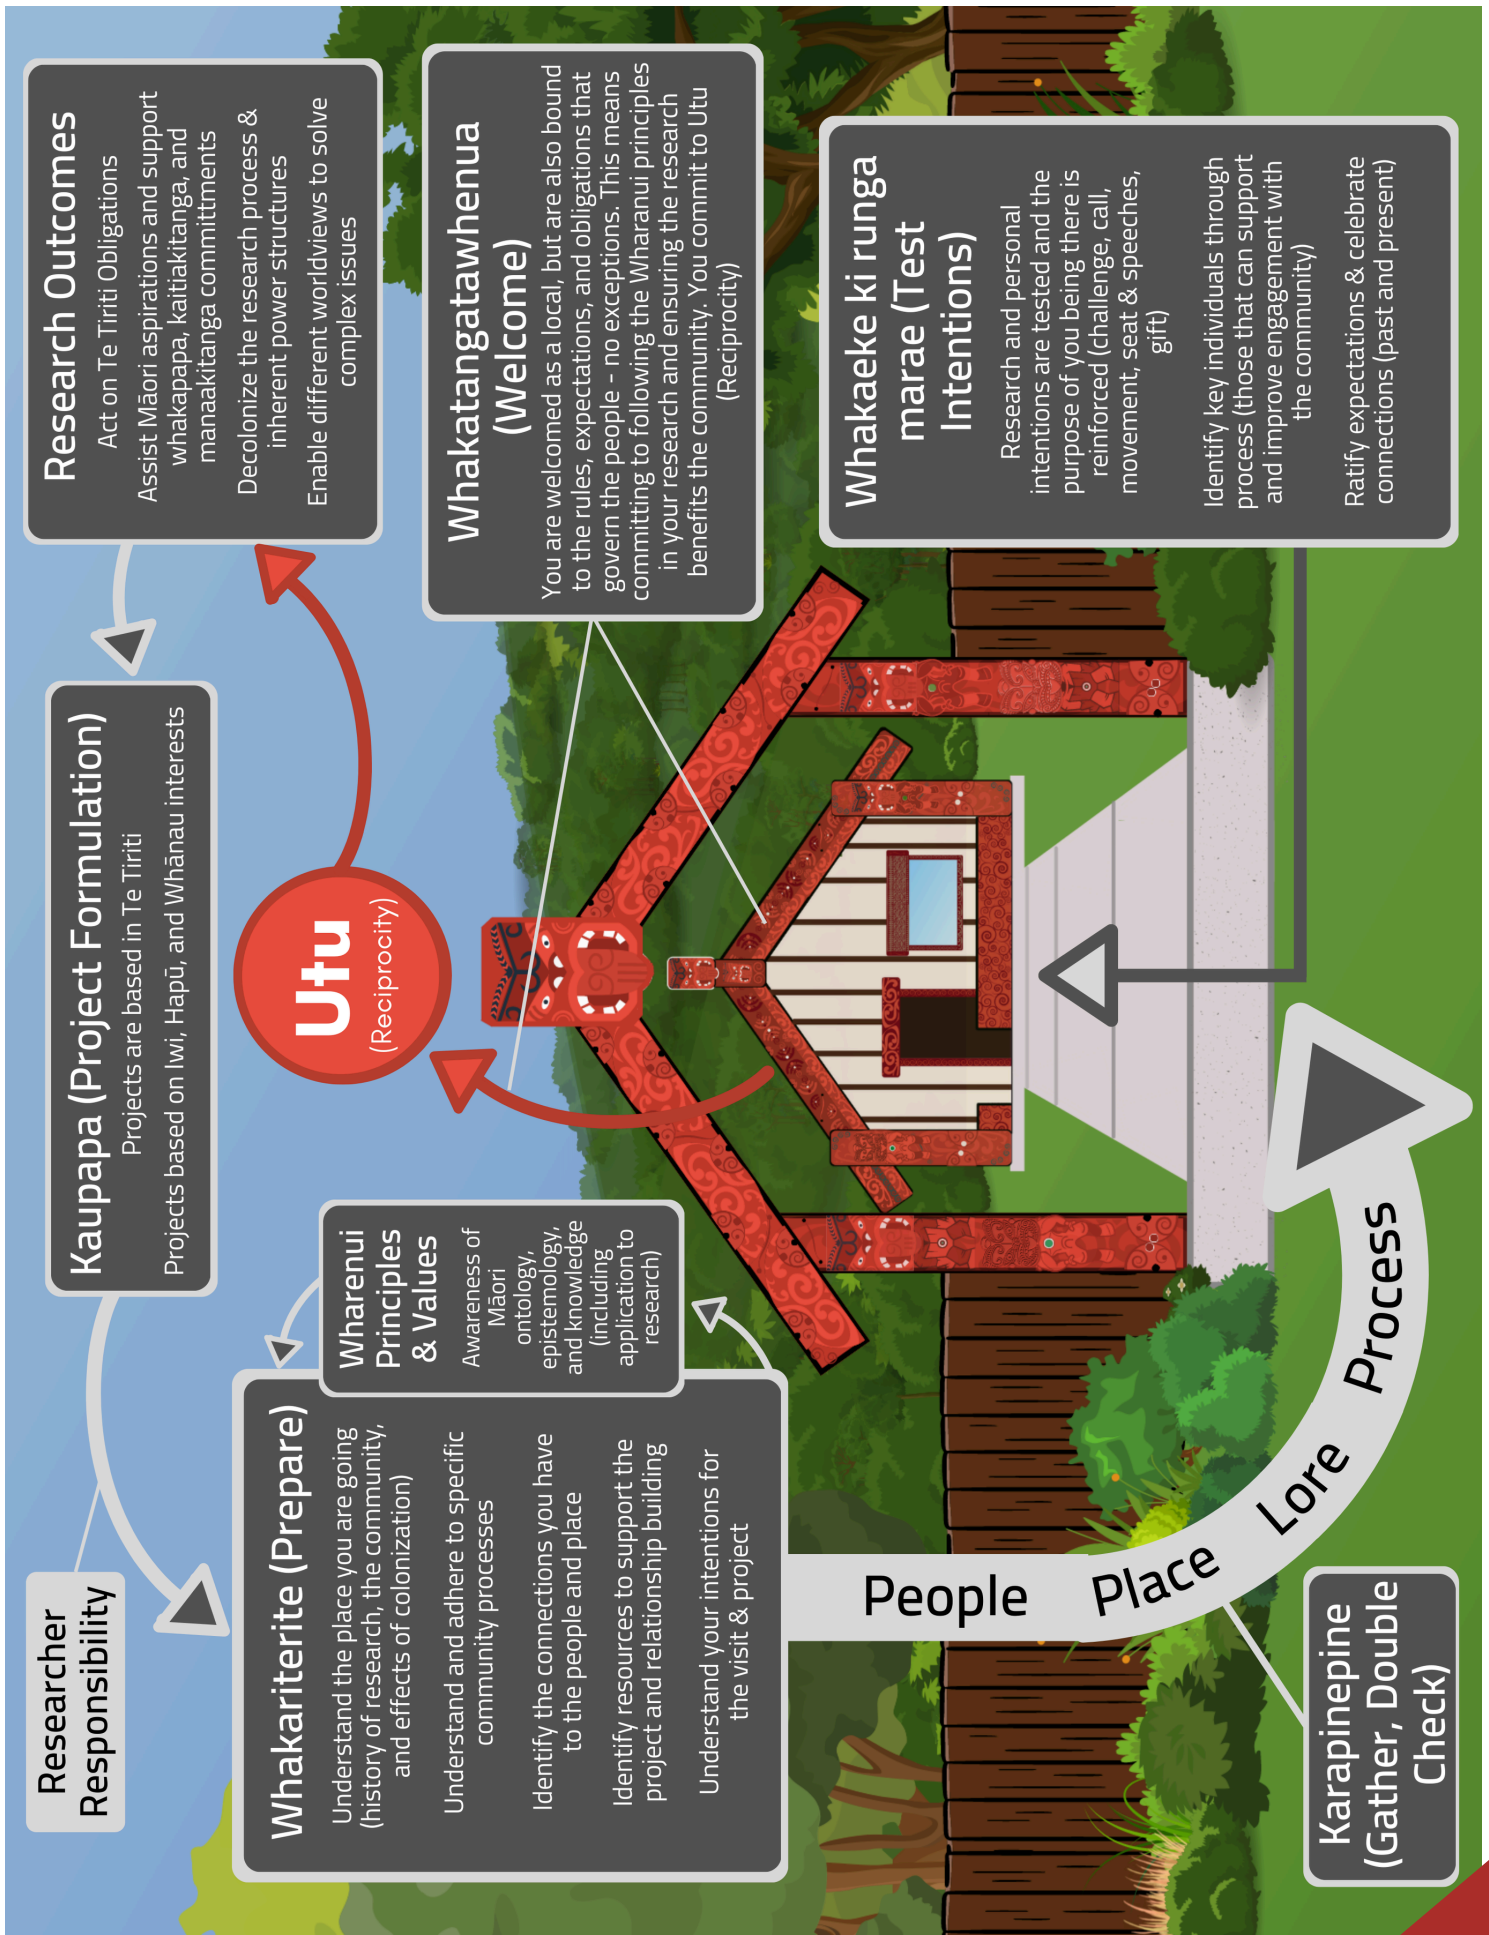 Researcher
Responsibility
Kaupapa (Project Formulation)
Projects are based in Te Tiriti
Projects based on Iwi, Hapū, and Whānau interests
Research Outcomes
Act on Te Tiriti Obligations
Assist Māori aspirations and support
whakapapa, kaitiakitanga, and
manaakitanga committments
Decolonize the research process &
inherent power structures
Enable different worldviews to solve
complex issues
Utu
(Reciprocity)
Whakariterite (Prepare)
Understand the place you are going
(history of research, the community,
and effects of colonization)
Understand and adhere to specific
community processes
Identify the connections you have
to the people and place
Identify resources to support the
project and relationship building
Understand your intentions for
the visit & project
Wharenui
Principles
& Values
Awareness of
Māori
ontology,
epistemology,
and knowledge
(including
application to
research)
Whakatangatawhenua
(Welcome)
You are welcomed as a local, but are also bound
to the rules, expectations, and obligations that
govern the people - no exceptions. This means
committing to following the Wharanui principles
in your research and ensuring the research
benefits the community. You commit to Utu
(Reciprocity)
Whakaeke ki runga
marae (Test
Intentions)
Research and personal
intentions are tested and the
purpose of you being there is
reinforced (challenge, call,
movement, seat & speeches,
gift)
Identify key individuals through
process (those that can support
and improve engagement with
the community)
Ratify expectations & celebrate
connections (past and present)
People
Place
Lore
Process
Karapinepine
(Gather, Double
Check)